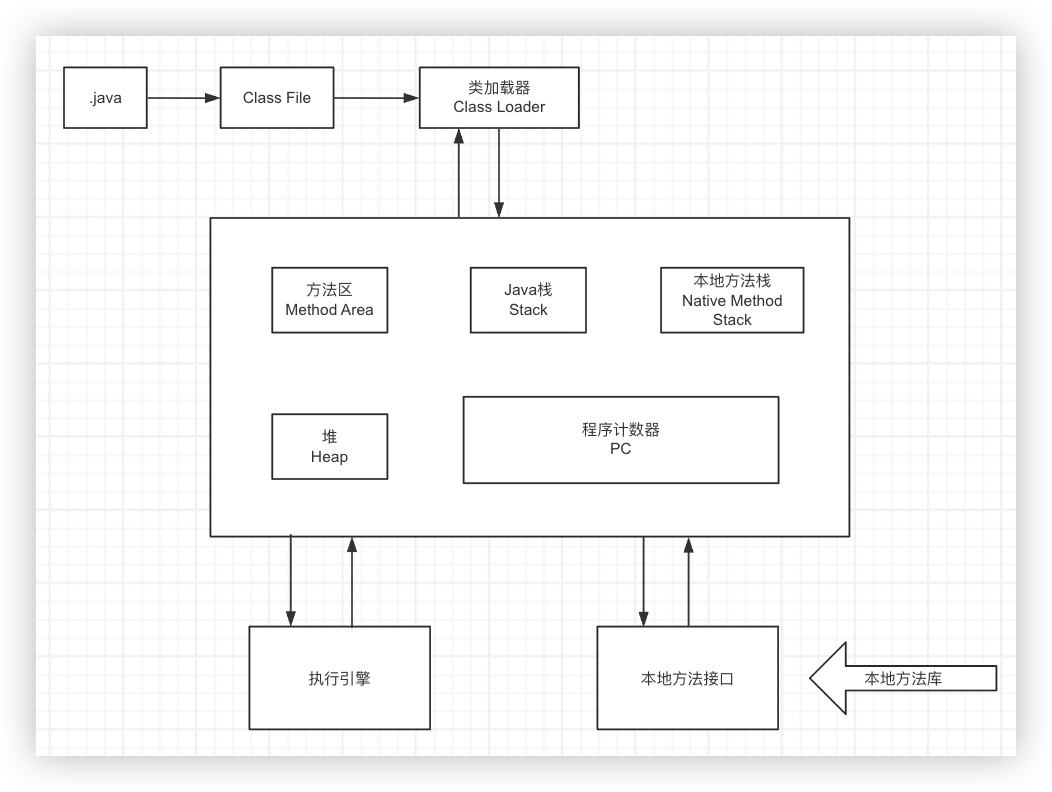 .java
Class File
类加载器
Class Loader
方法区
Method Area
Java栈
Stack
本地方法栈
Native Method
Stack
堆
Heap
程序计数器
PC
执行引擎
本地方法接口
本地方法库